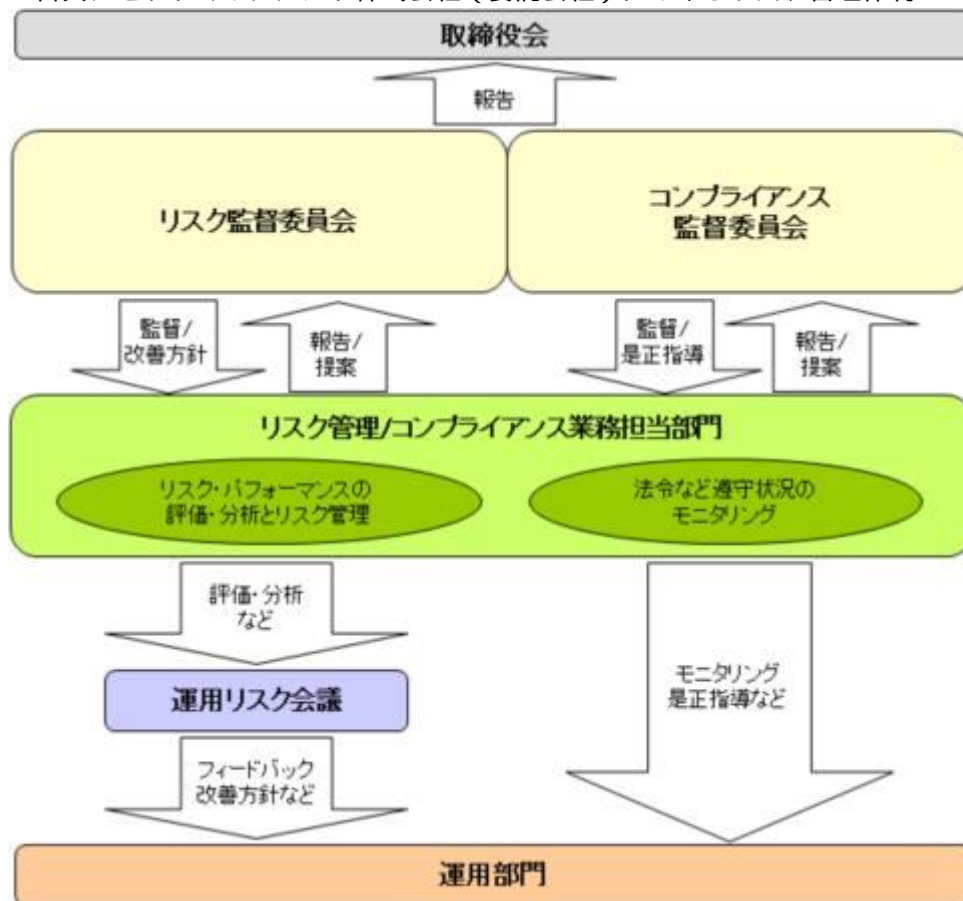 取締役会
報告
リスク監督委員会
コンプライアンス
監督委員会
監督/
改善方針
報告/
提案
監督/
是正指導
報告/
提案
リスク管理/コンプライアンス業務担当部門
リスク・パフォーマンスの
評価・分析とリスク管理
法令など遵守状況の
モニタリング
評価・分析
など
運用リスク会議
モニタリング
是正指導など
フィードバック
改善方針など
運用部門